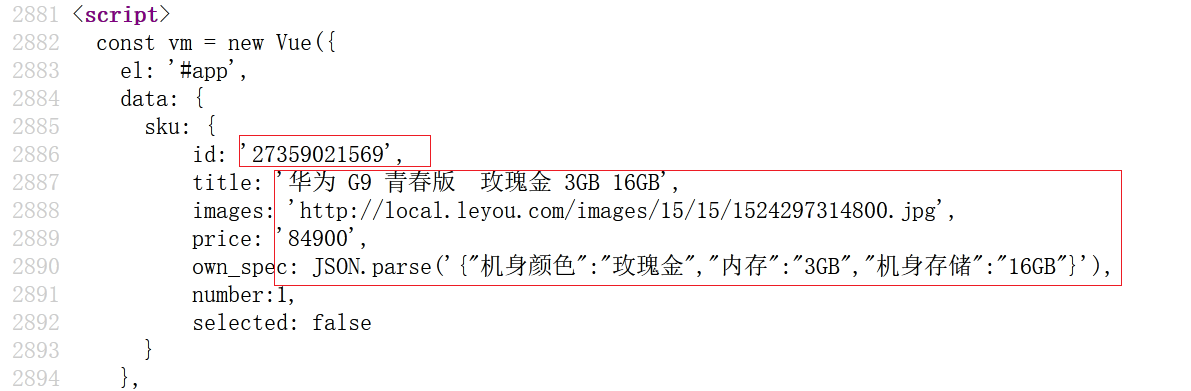 2881 <script>
2882 const vm = new Vue({
2883 el: '#app',
2884 data: {
2885 sku: {
2886 id: '27359021569',
2887 title: '华为 G9 青春版  玫瑰金 3GB 16GB',
2888 images: 'http://local.leyou.com/images/15/15/1524297314800.jpg',
2889 price: '84900',
2890 own_spec: JSON.parse('{"机身颜色":"玫瑰金","内存":"3GB","机身存储":"16GB"}'),
2891 number:1,
2892 selected: false
2893 }
2894 },